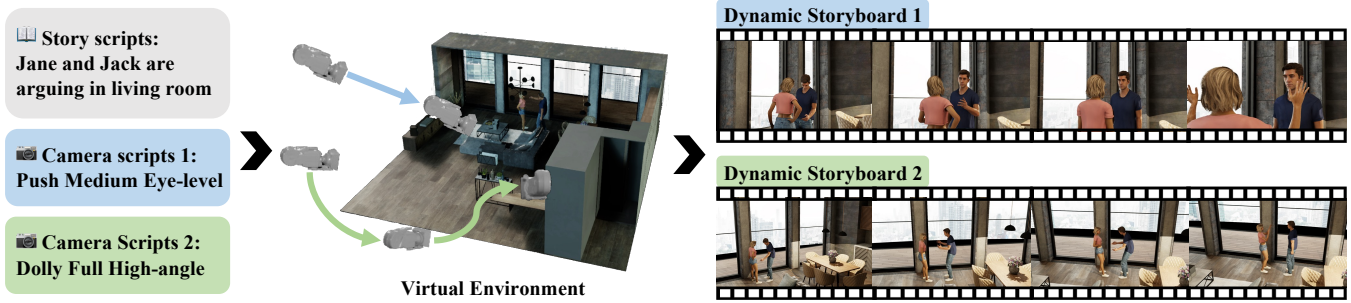 Story scripts:
Jane and Jack are
arguing in living room
Camera scripts 1:
Push Medium Eye-level
Camera Scripts 2:
Dolly Full High-angle
Virtual Environment
Dynamic Storyboard 1
Dynamic Storyboard 2